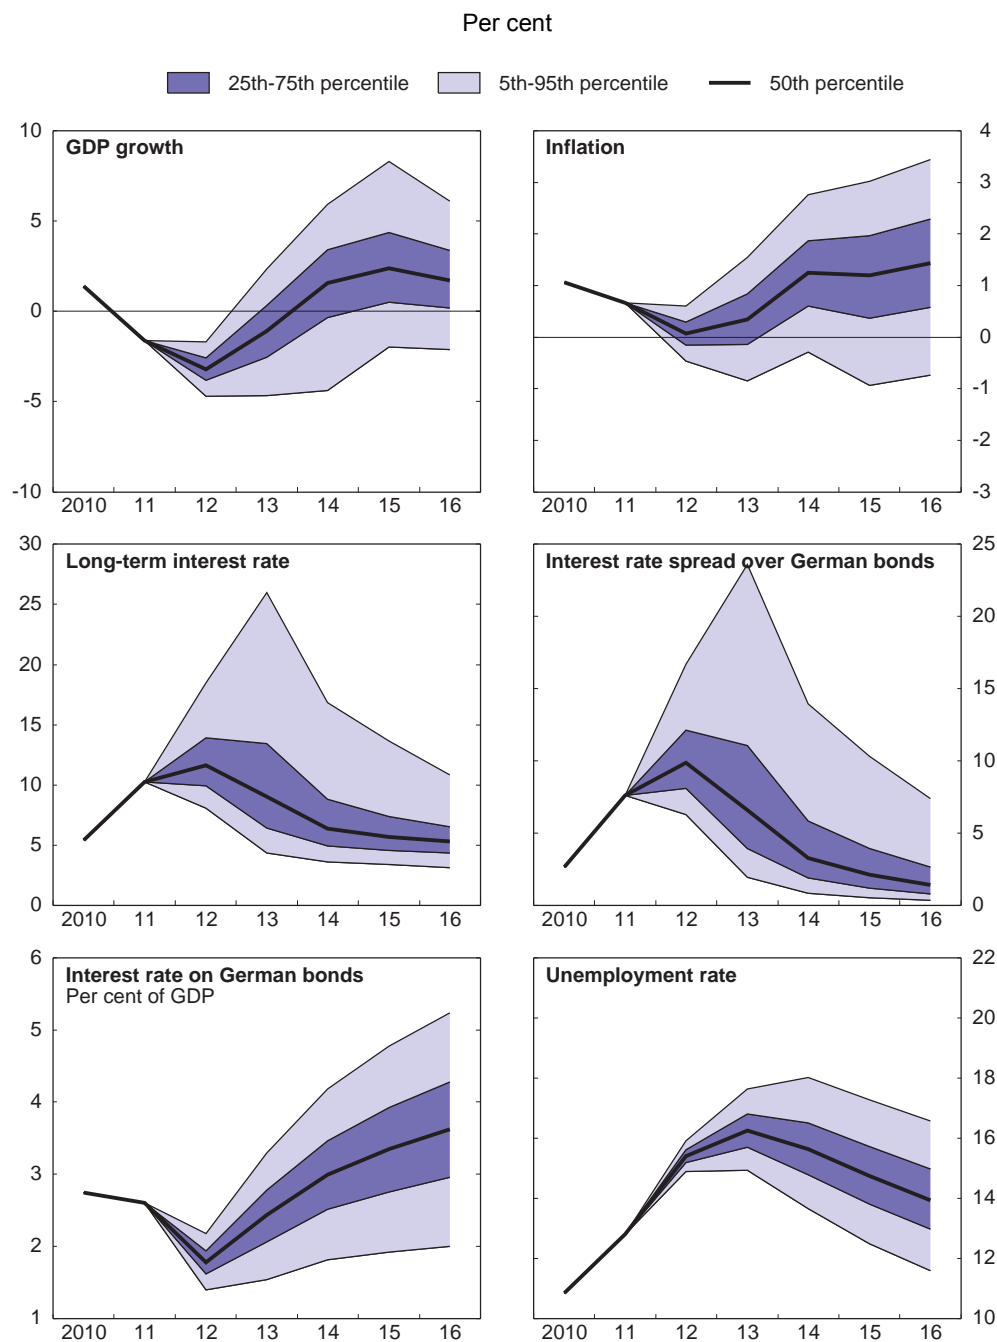 Per cent
25th-75th percentile 5th-95th percentile 50th percentile
10
GDP growth
5
0
-5
-10
2010 11 12 13 14 15 16
4
Inflation
3
2
1
0
-1
-2
-3
2010 11 12 13 14 15 16
30
Long-term interest rate
25
20
15
10
5
0
2010 11 12 13 14 15 16
25
Interest rate spread over German bonds
20
15
10
5
0
2010 11 12 13 14 15 16
6
Interest rate on German bonds
Per cent of GDP
5
4
3
2
1
2010 11 12 13 14 15 16
22
Unemployment rate
20
18
16
14
12
10
2010 11 12 13 14 15 16